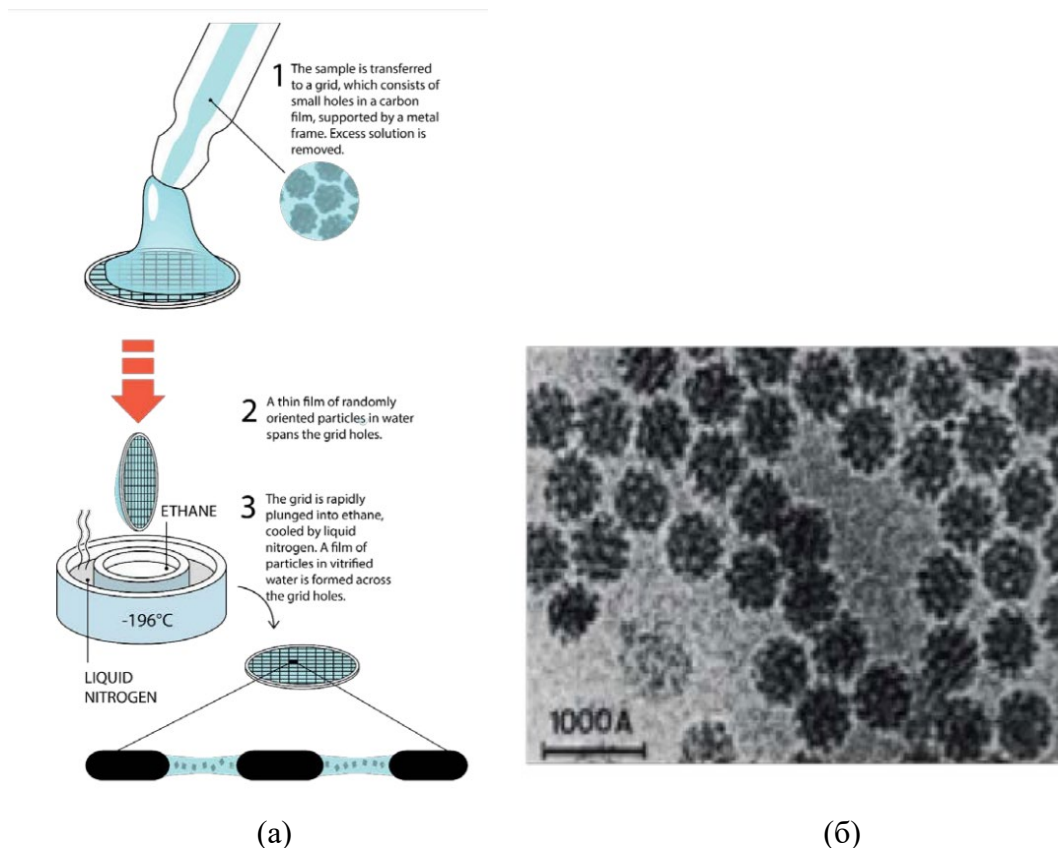 1 The sample is transferred
to a grid, which consists of
small holes in a carbon
film, supported by a metal
frame. Excess solution is
removed.
2 A thin film of randomly
oriented particles in water
spans the grid holes.
3 The grid is rapidly
plunged into ethane,
cooled by liquid
nitrogen. A film of
particles in vitrified
water is formed across
the grid holes.
ETHANE
-196°C
LIQUID
NITROGEN
1000A
(а)
(б)